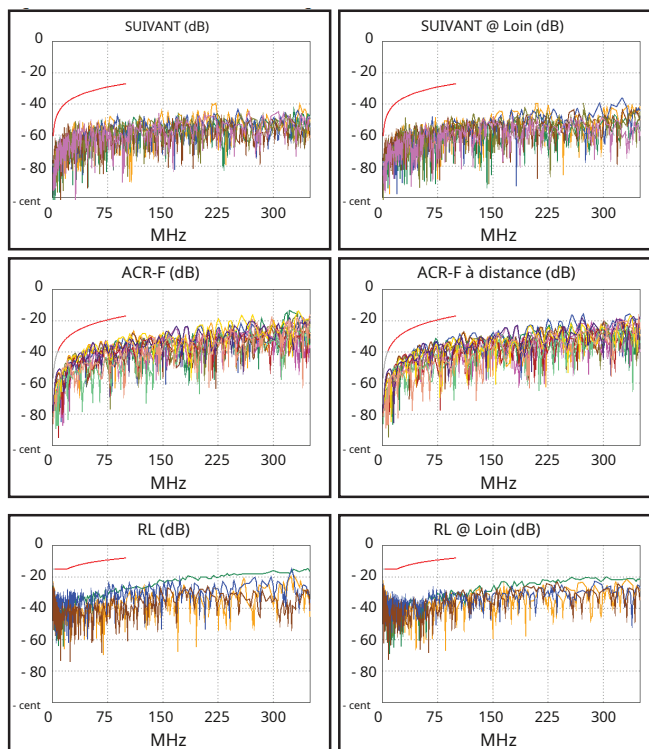 SUIVANT (dB)
0
- 20
- 40
- 60
- 80
- cent
0 75 150 225 300
MHz
SUIVANT @ Loin (dB)
0
- 20
- 40
- 60
- 80
- cent
0 75 150 225 300
MHz
ACR-F (dB)
0
- 20
- 40
- 60
- 80
- cent
0 75 150 225 300
MHz
ACR-F à distance (dB)
0
- 20
- 40
- 60
- 80
- cent
0 75 150 225 300
MHz
RL (dB)
0
- 20
- 40
- 60
- 80
- cent
0 75 150 225 300
MHz
RL @ Loin (dB)
0
- 20
- 40
- 60
- 80
- cent
0 75 150 225 300
MHz